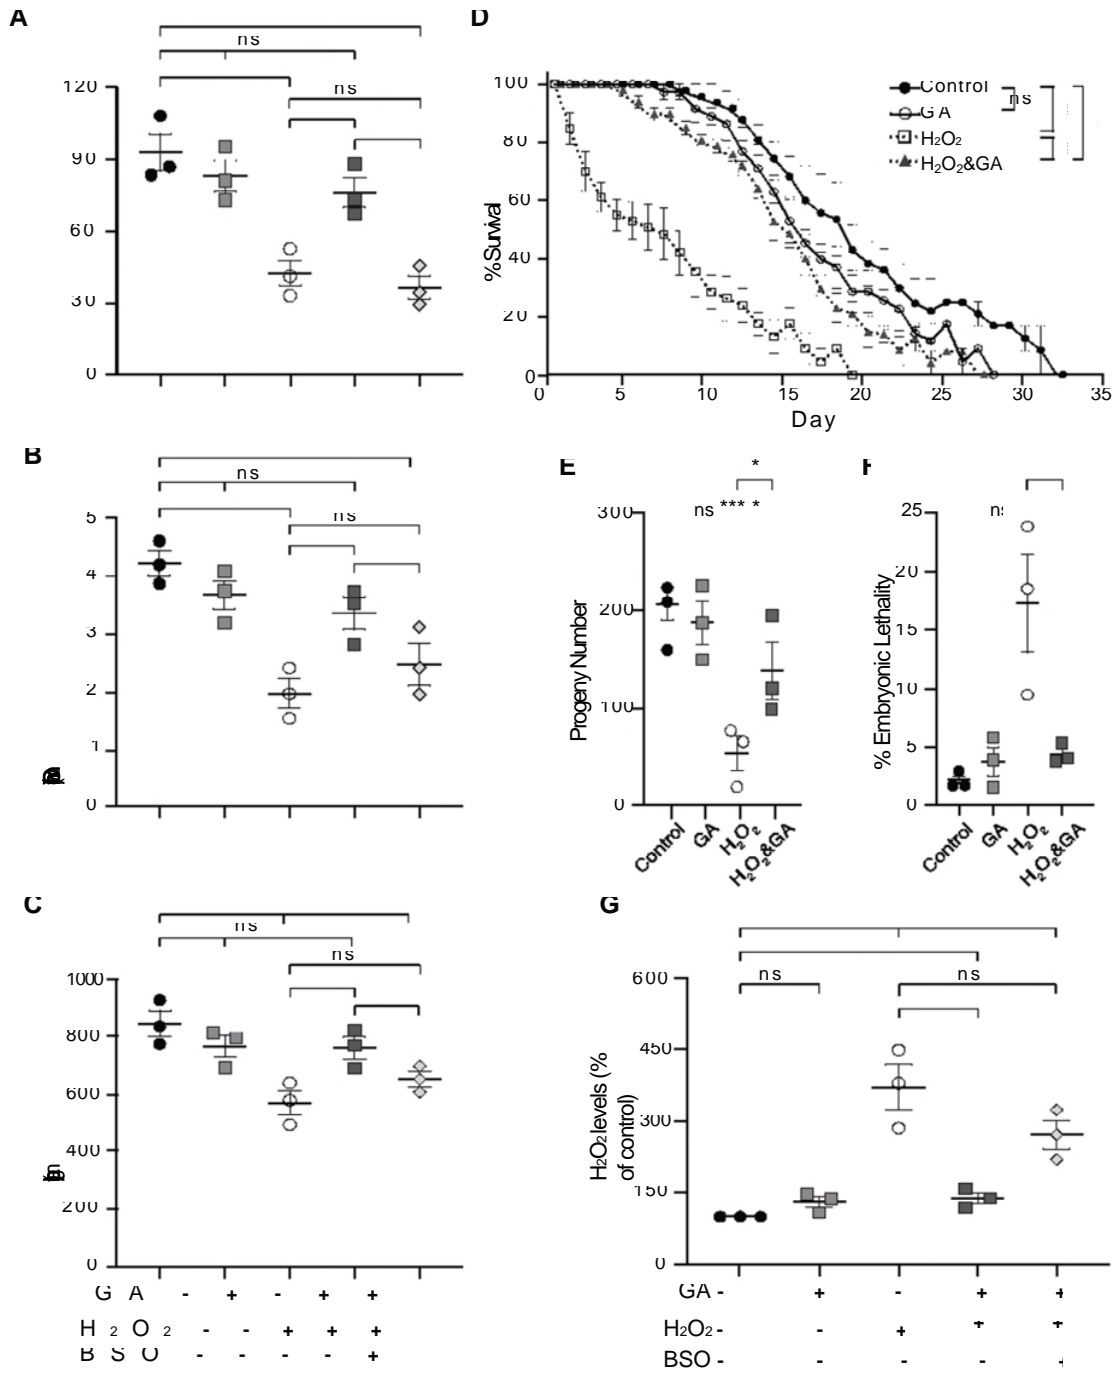 A
ns
ns
120
90
60
30
0
D
100
80
60
40
20
0
%Survival
0 5 10 15 20 25 30 35
Day
Control
GA
H2O2
H2O2&GA
ns
B
ns
ns
5
4
3
2
1
0
E
*
ns *** *
300
200
100
0
Progeny Number
Control GA H2O2 H2O2&GA
F
25
20
15
10
5
0
% Embryonic Lethality
Control GA H2O2 H2O2&GA
C
ns
ns
1000
800
600
400
200
0
G A - + - + +
H 2 O 2 - - + + +
B S O - - - - +
G
ns ns
600
450
300
150
0
H2O2 levels (%
of control)
GA - + - + +
H2O2 - - + + +
BSO - - - -